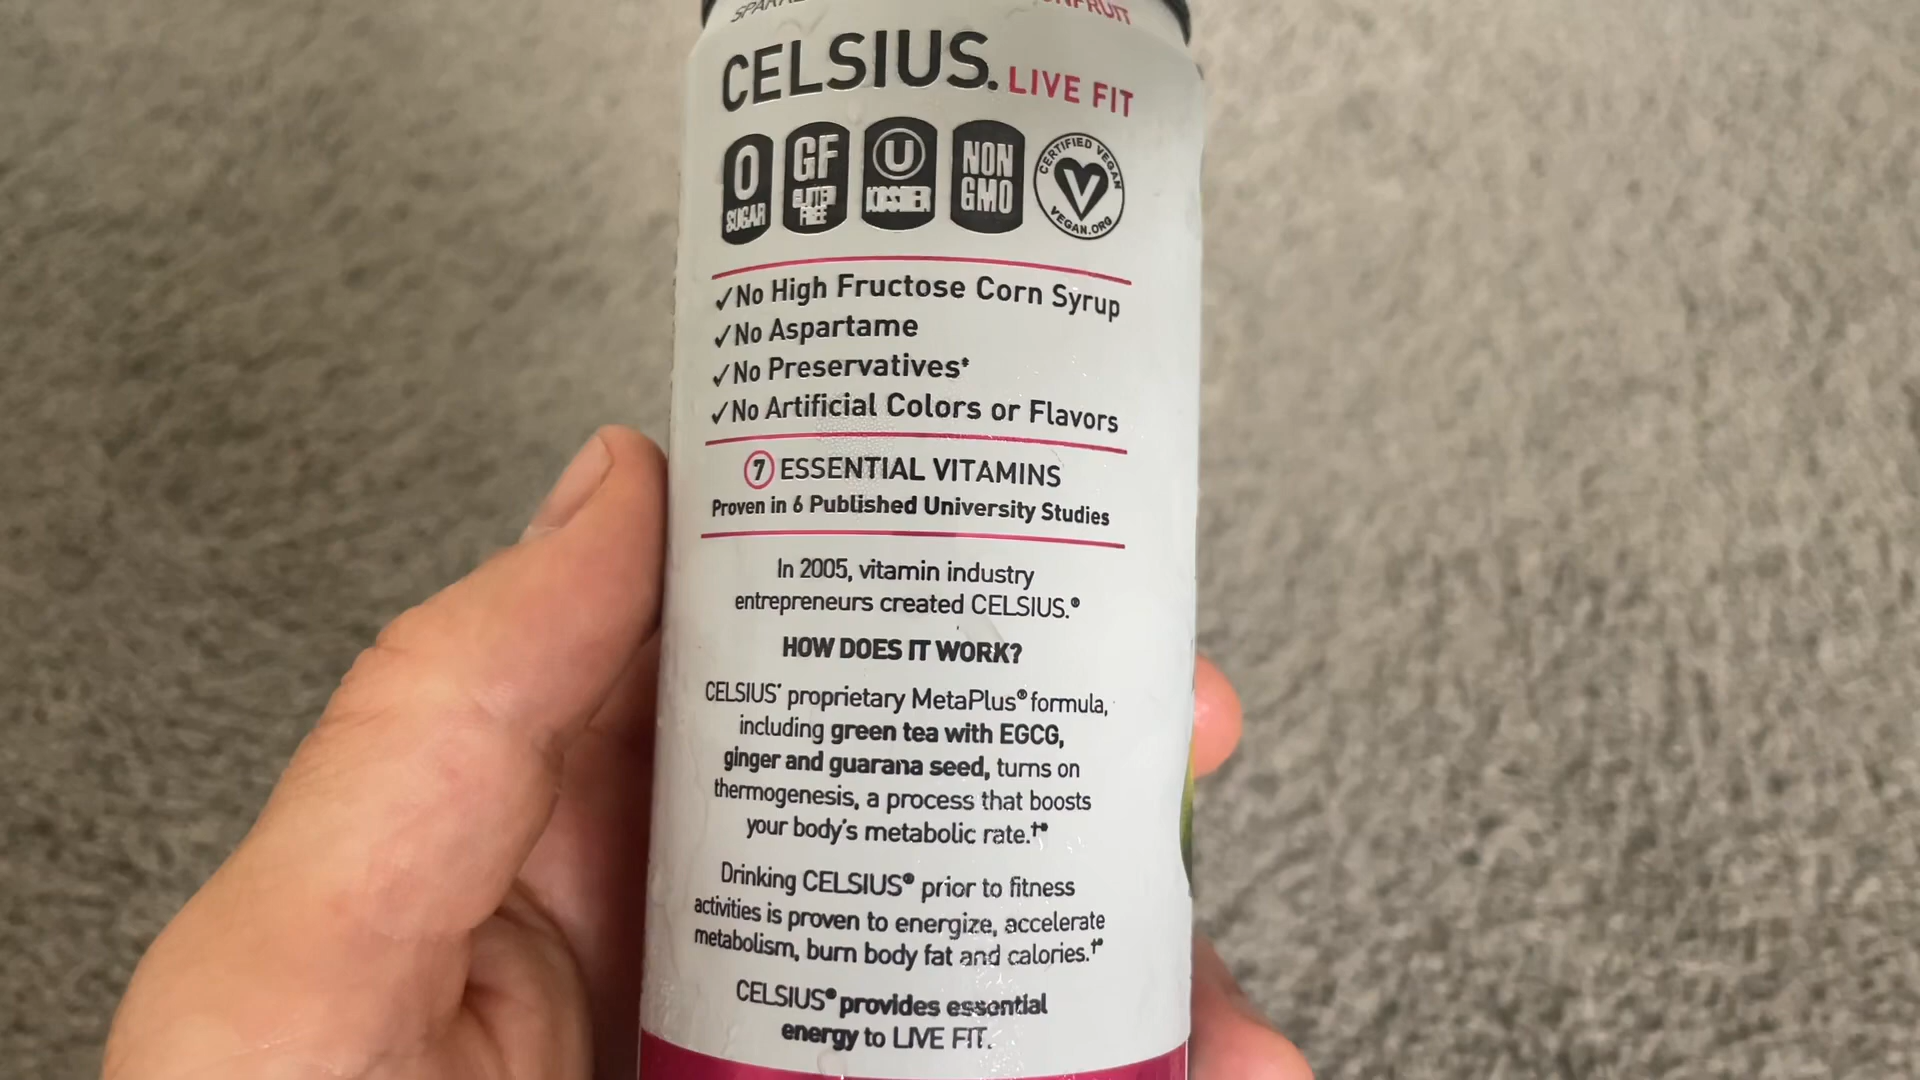 CELSIUS. LIVE FIT
0 SUGAR
GF GLUTEN FREE
U KOSHER
NON GMO
CERTIFIED VEGAN V VEGAN.ORG
✓No High Fructose Corn Syrup
✓No Aspartame
✓No Preservatives*
✓No Artificial Colors or Flavors
7 ESSENTIAL VITAMINS
Proven in 6 Published University Studies
In 2005, vitamin industry
entrepreneurs created CELSIUS.®
HOW DOES IT WORK?
CELSIUS' proprietary MetaPlus® formula,
including green tea with EGCG,
ginger and guarana seed, turns on
thermogenesis, a process that boosts
your body's metabolic rate.†*
Drinking CELSIUS® prior to fitness
activities is proven to energize, accelerate
metabolism, burn body fat and calories.†*
CELSIUS® provides essential
energy to LIVE FIT.